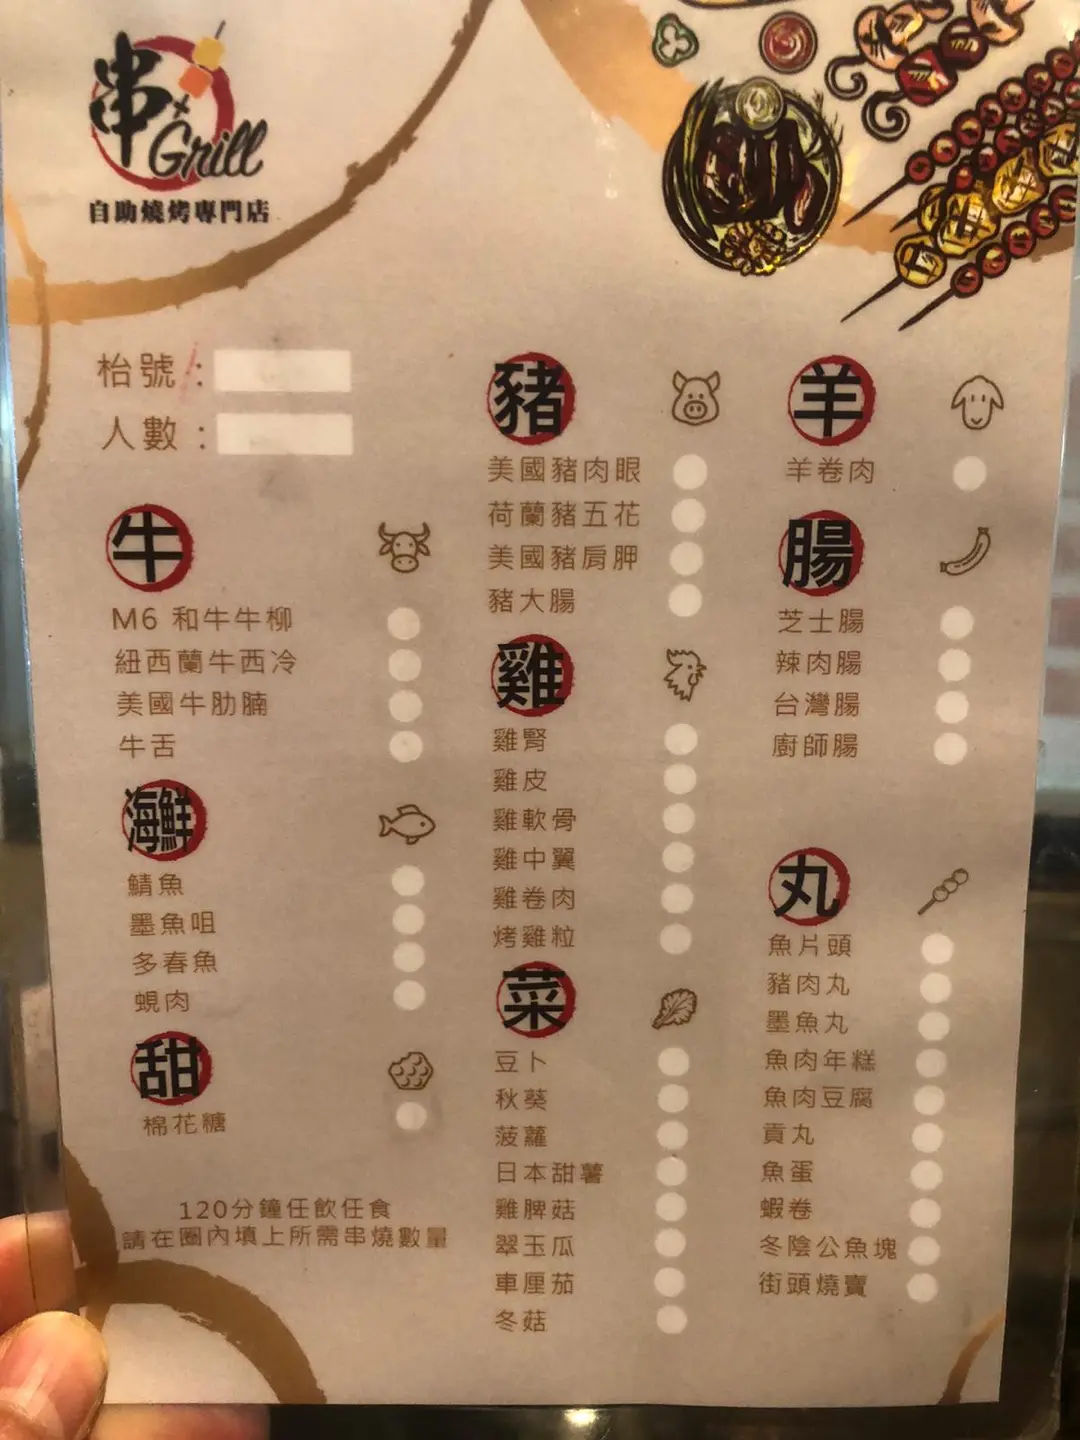 串
Grill
自助燒烤專門店
枱號：
人數：
牛
M6 和牛牛柳
紐西蘭牛西冷
美國牛肋腩
牛舌
海鮮
鯖魚
墨魚咀
多春魚
蜆肉
甜
棉花糖
120分鐘任飲任食
請在圈內填上所需串燒數量
豬
美國豬肉眼
荷蘭豬五花
美國豬肩胛
豬大腸
雞
雞腎
雞皮
雞軟骨
雞中翼
雞卷肉
烤雞粒
菜
豆卜
秋葵
菠蘿
日本甜薯
雞脾菇
翠玉瓜
車厘茄
冬菇
羊
羊卷肉
腸
芝士腸
辣肉腸
台灣腸
廚師腸
丸
魚片頭
豬肉丸
墨魚丸
魚肉年糕
魚肉豆腐
貢丸
魚蛋
蝦卷
冬陰公魚塊
街頭燒賣